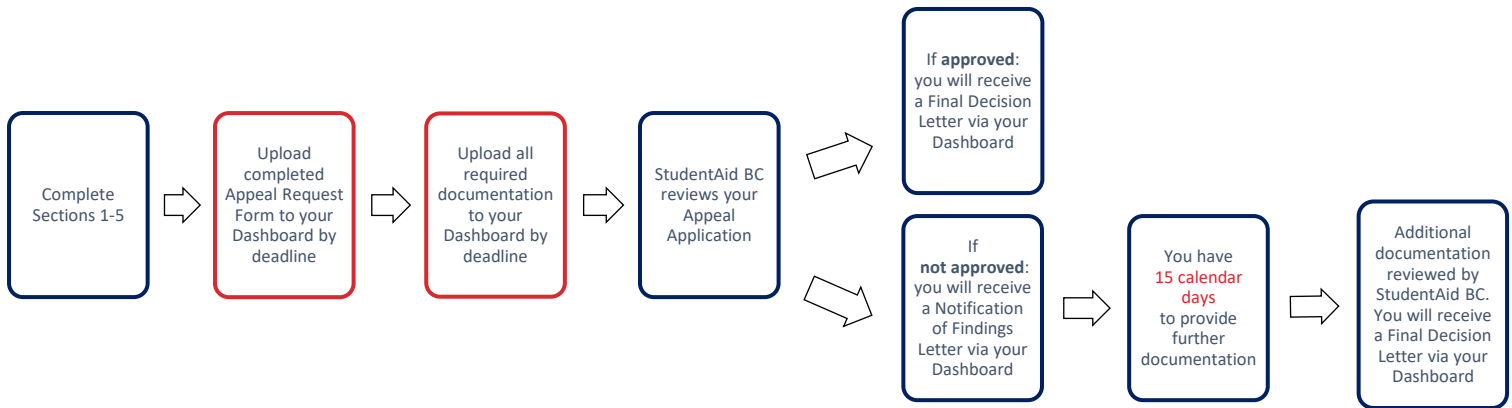 Complete
Sections 1-5
Upload
completed
Appeal Request
Form to your
Dashboard by
deadline
Upload all
required
documentation
to your
Dashboard by
deadline
StudentAid BC
reviews your
Appeal
Application
If approved:
you will receive
a Final Decision
Letter via your
Dashboard
If
not approved:
you will receive
a Notification
of Findings
Letter via your
Dashboard
You have
15 calendar
days
to provide
further
documentation
Additional
documentation
reviewed by
StudentAid BC.
You will receive
a Final Decision
Letter via your
Dashboard